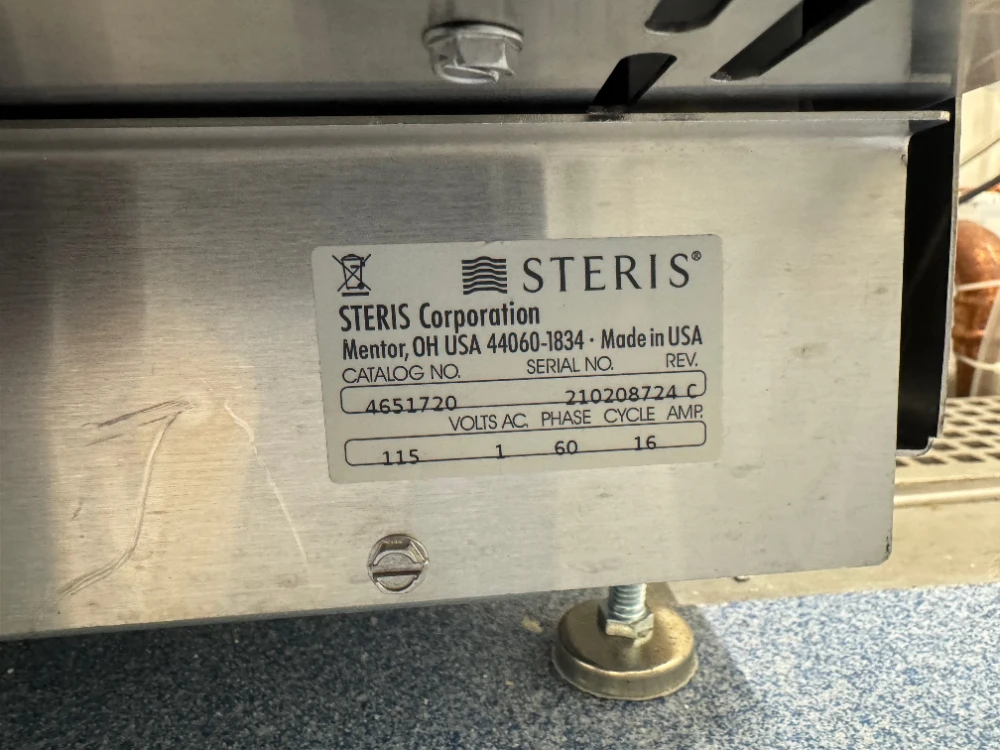 STERIS®
STERIS Corporation
Mentor, OH USA 44060-1834 · Made in USA
CATALOG NO. SERIAL NO. REV.
4651720 210208724 C
VOLTS AC. PHASE CYCLE AMP.
115 1 60 16